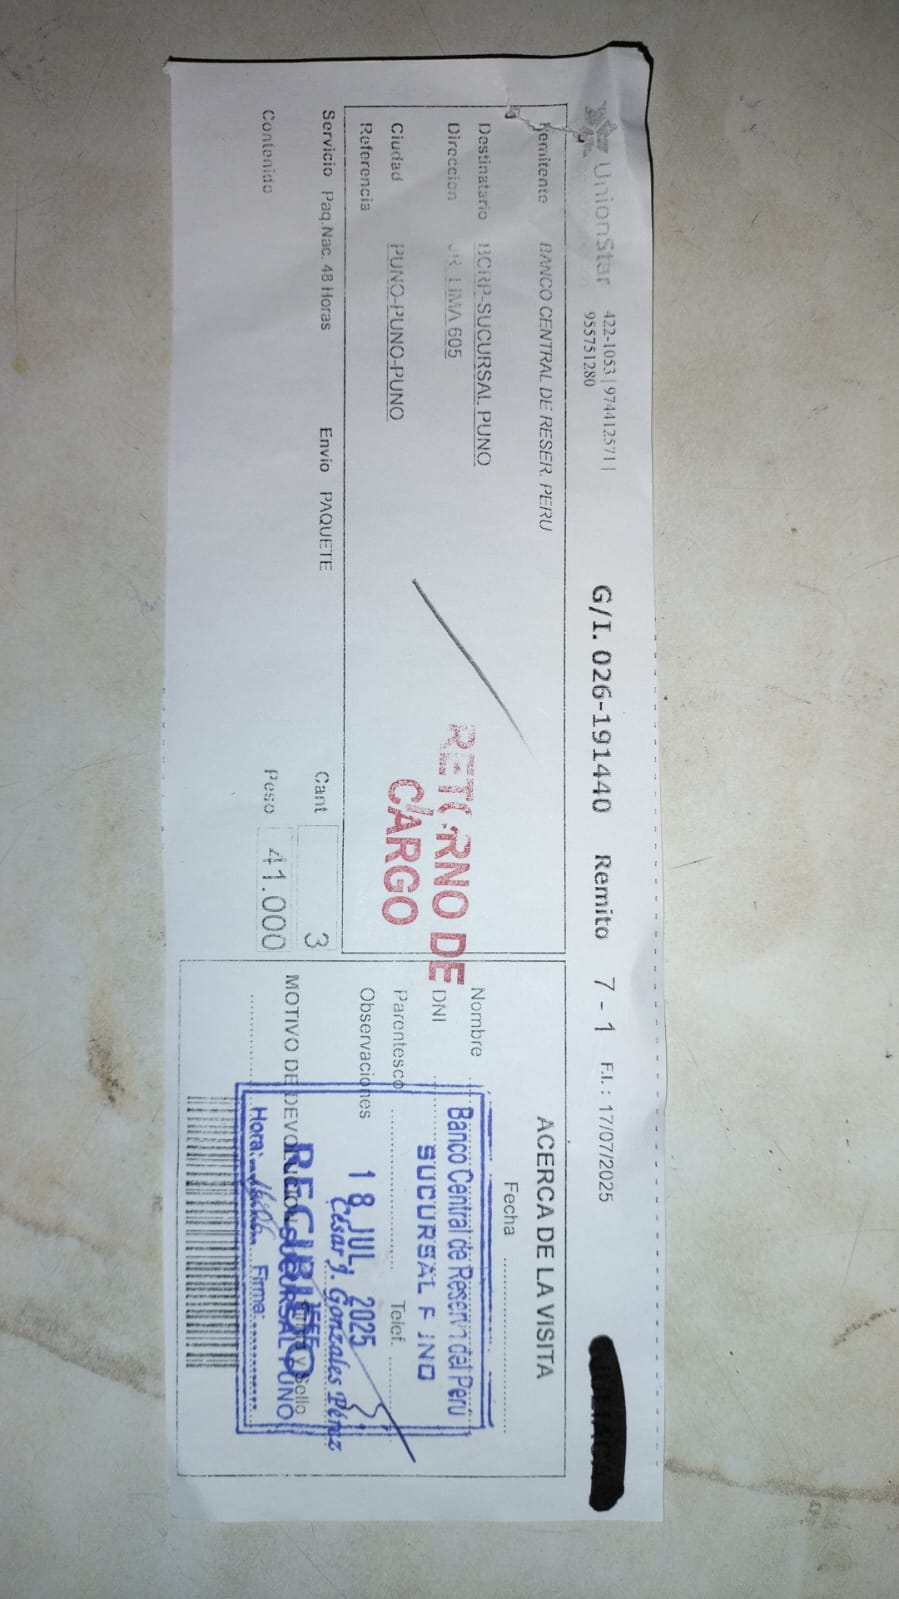 UnionStar
422-1053 | 974412571 |
955751280
G/I. 026-191440 Remito 7 - 1 F.I. : 17/07/2025
Remitente BANCO CENTRAL DE RESER. PERU
Destinatario BCRP-SUCURSAL PUNO
Direccion JR. LIMA 605
Ciudad PUNO-PUNO-PUNO
Referencia
Servicio Paq.Nac. 48 Horas Envio PAQUETE Cant 3
Contenido Peso 41.000
RETORNO DE
CARGO
ACERCA DE LA VISITA
Fecha
Nombre
DNI
Parentesco Telef.
Observaciones
MOTIVO DE DEVOLUCION Firma y Sello
Banco Central de Reserva del Perú
SUCURSAL PUNO
18 JUL. 2025
César J. Gonzales Pérez
RECIBIDO
SUCURSAL PUNO
Hora: Firma: